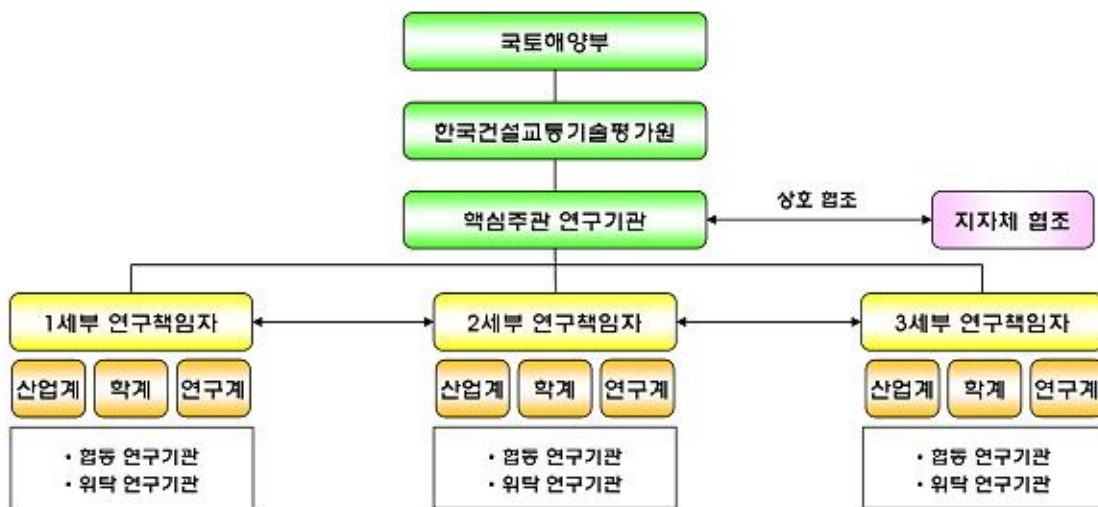 국토해양부
한국건설교통기술평가원
핵심주관 연구기관
상호 협조
지자체 협조
1세부 연구책임자
2세부 연구책임자
3세부 연구책임자
산업계 학계 연구계
산업계 학계 연구계
산업계 학계 연구계
• 협동 연구기관
• 위탁 연구기관
• 협동 연구기관
• 위탁 연구기관
• 협동 연구기관
• 위탁 연구기관